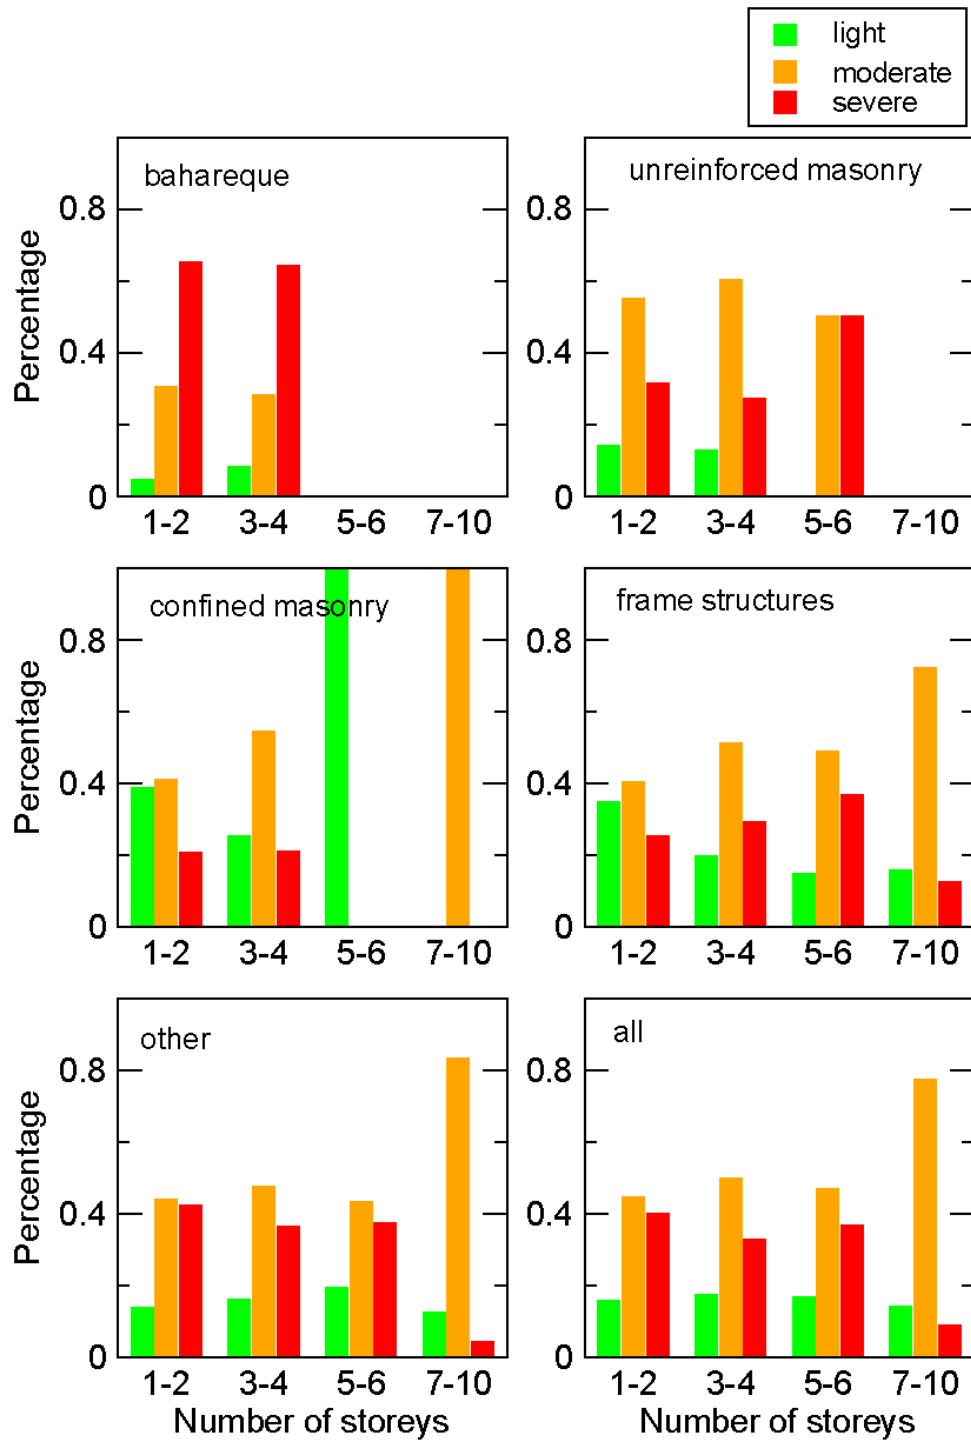 light
moderate
severe
bahareque
unreinforced masonry
Percentage
0.8
0.4
0
1-2 3-4 5-6 7-10
0.8
0.4
0
1-2 3-4 5-6 7-10
confined masonry
frame structures
Percentage
0.8
0.4
0
1-2 3-4 5-6 7-10
0.8
0.4
0
1-2 3-4 5-6 7-10
other
all
Percentage
0.8
0.4
0
1-2 3-4 5-6 7-10
Number of storeys
0.8
0.4
0
1-2 3-4 5-6 7-10
Number of storeys